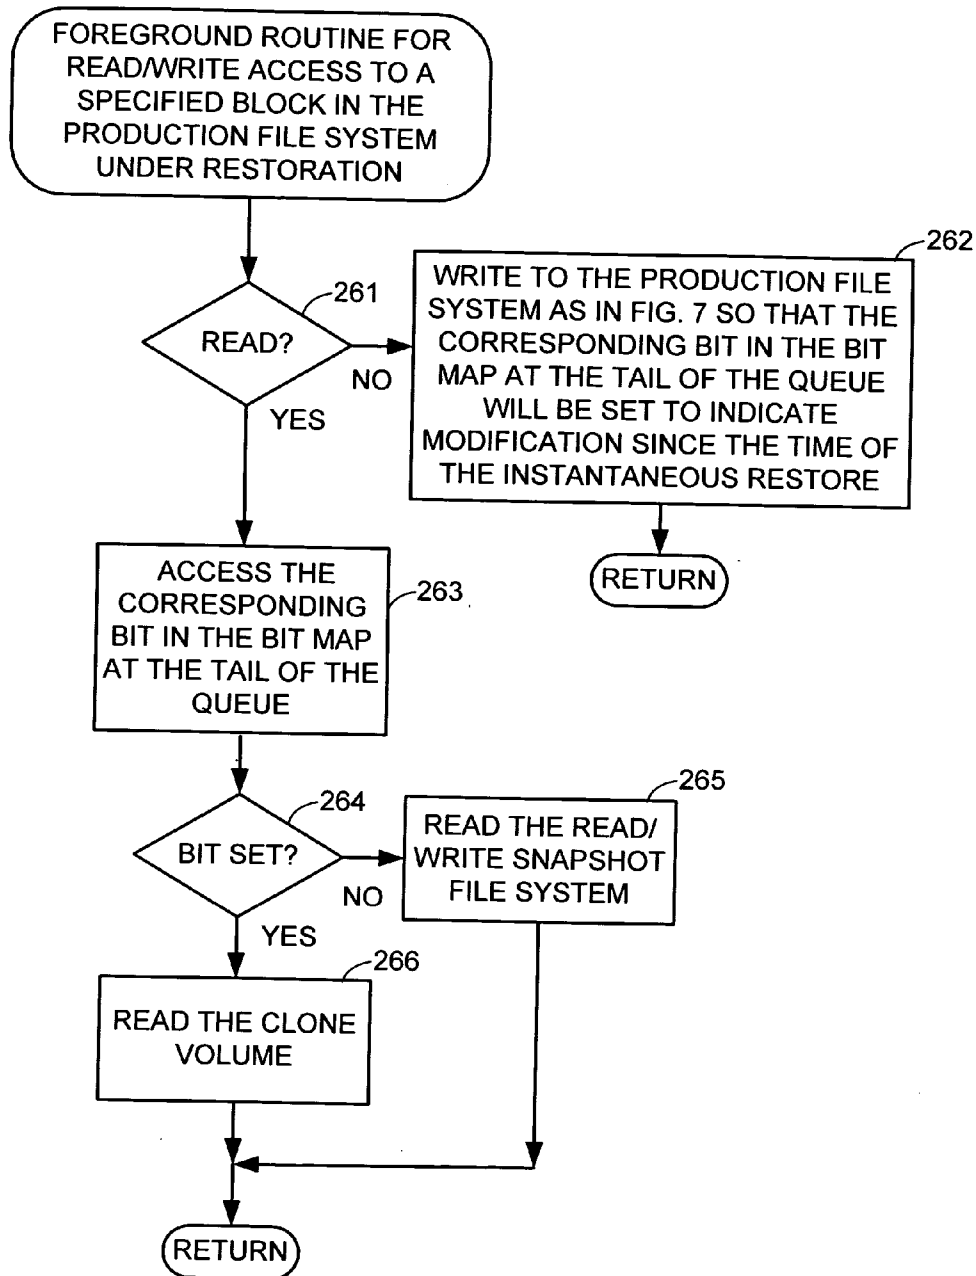 FOREGROUND ROUTINE FOR
READ/WRITE ACCESS TO A
SPECIFIED BLOCK IN THE
PRODUCTION FILE SYSTEM
UNDER RESTORATION
261
READ?
NO
YES
262
WRITE TO THE PRODUCTION FILE
SYSTEM AS IN FIG. 7 SO THAT THE
CORRESPONDING BIT IN THE BIT
MAP AT THE TAIL OF THE QUEUE
WILL BE SET TO INDICATE
MODIFICATION SINCE THE TIME OF
THE INSTANTANEOUS RESTORE
RETURN
263
ACCESS THE
CORRESPONDING
BIT IN THE BIT MAP
AT THE TAIL OF THE
QUEUE
264
BIT SET?
NO
YES
265
READ THE READ/
WRITE SNAPSHOT
FILE SYSTEM
266
READ THE CLONE
VOLUME
RETURN